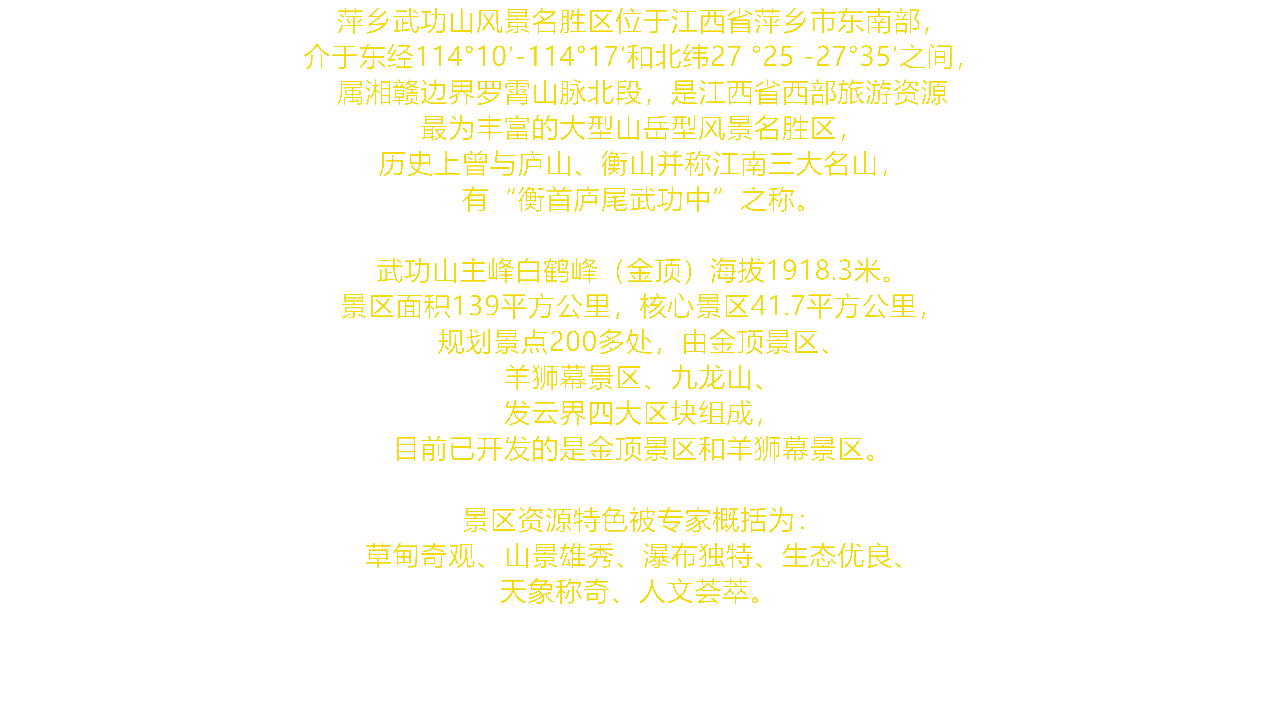 萍乡武功山风景名胜区位于江西省萍乡市东南部，
介于东经114°10′-114°17′和北纬27 °25 -27°35′之间，
属湘赣边界罗霄山脉北段，是江西省西部旅游资源
最为丰富的大型山岳型风景名胜区，
历史上曾与庐山、衡山并称江南三大名山，
有“衡首庐尾武功中”之称。
武功山主峰白鹤峰（金顶）海拔1918.3米。
景区面积139平方公里，核心景区41.7平方公里，
规划景点200多处，由金顶景区、
羊狮幕景区、九龙山、
发云界四大区块组成，
目前已开发的是金顶景区和羊狮幕景区。
景区资源特色被专家概括为：
草甸奇观、山景雄秀、瀑布独特、生态优良、
天象称奇、人文荟萃。